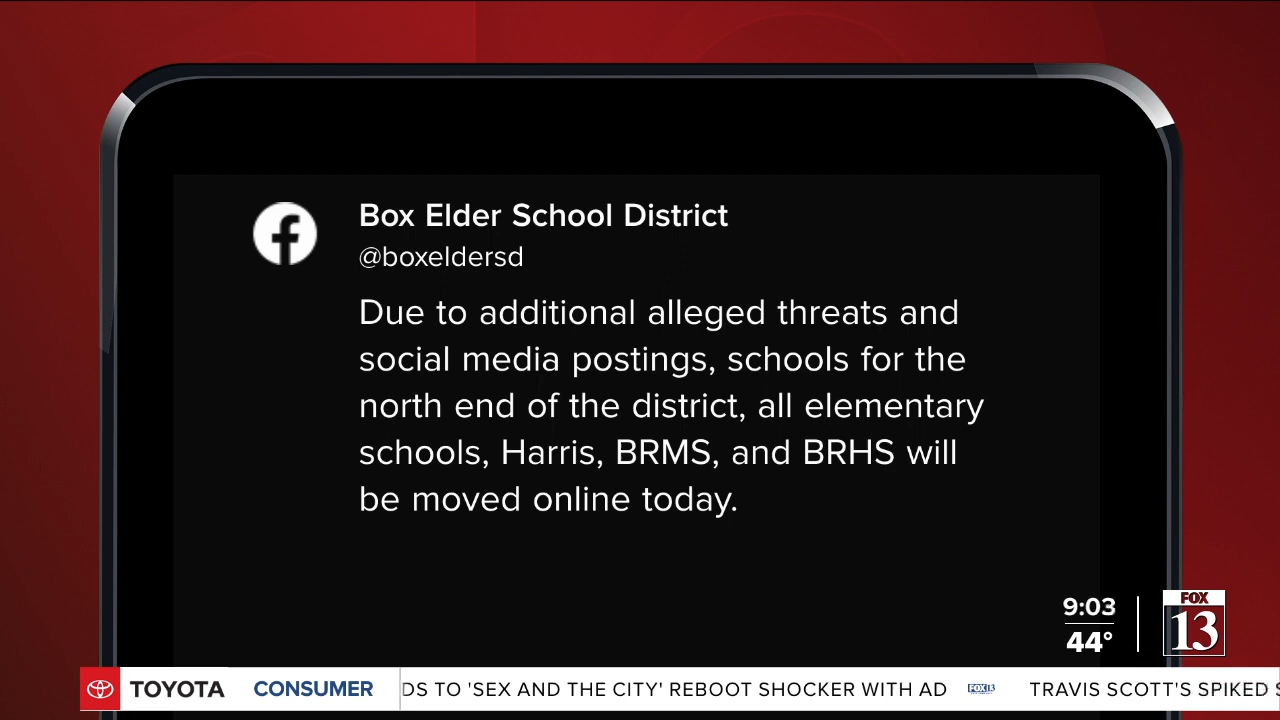 Box Elder School District
@boxeldersd
Due to additional alleged threats and
social media postings, schools for the
north end of the district, all elementary
schools, Harris, BRMS, and BRHS will
be moved online today.
9:03
44°
FOX
13
TOYOTA CONSUMER DS TO 'SEX AND THE CITY' REBOOT SHOCKER WITH AD FOX13 TRAVIS SCOTT'S SPIKED